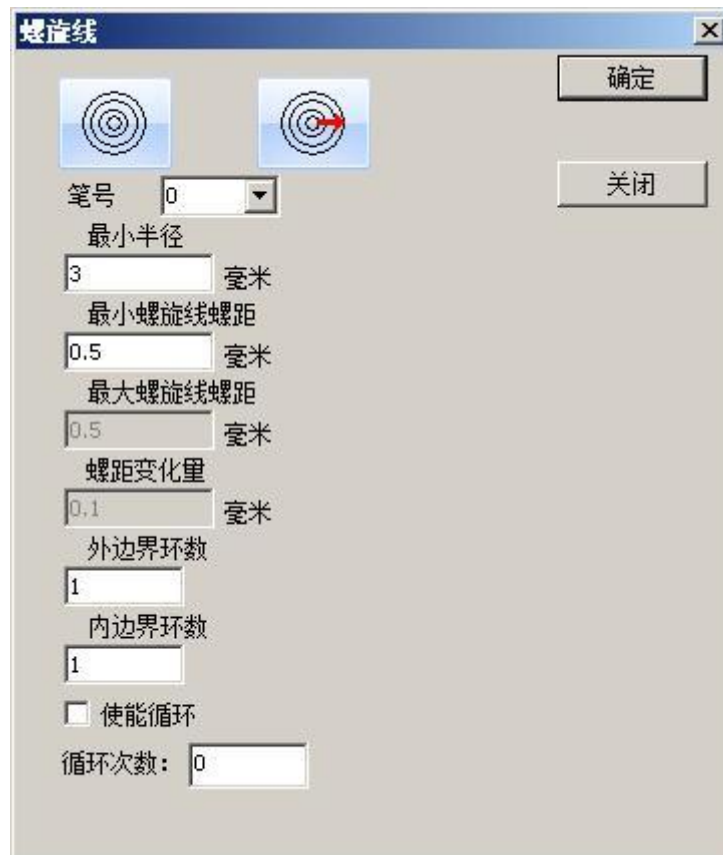 螺旋线
确定
关闭
笔号 0
最小半径
3 毫米
最小螺旋线螺距
0.5 毫米
最大螺旋线螺距
0.5 毫米
螺距变化量
0.1 毫米
外边界环数
1
内边界环数
1
使能循环
循环次数: 0